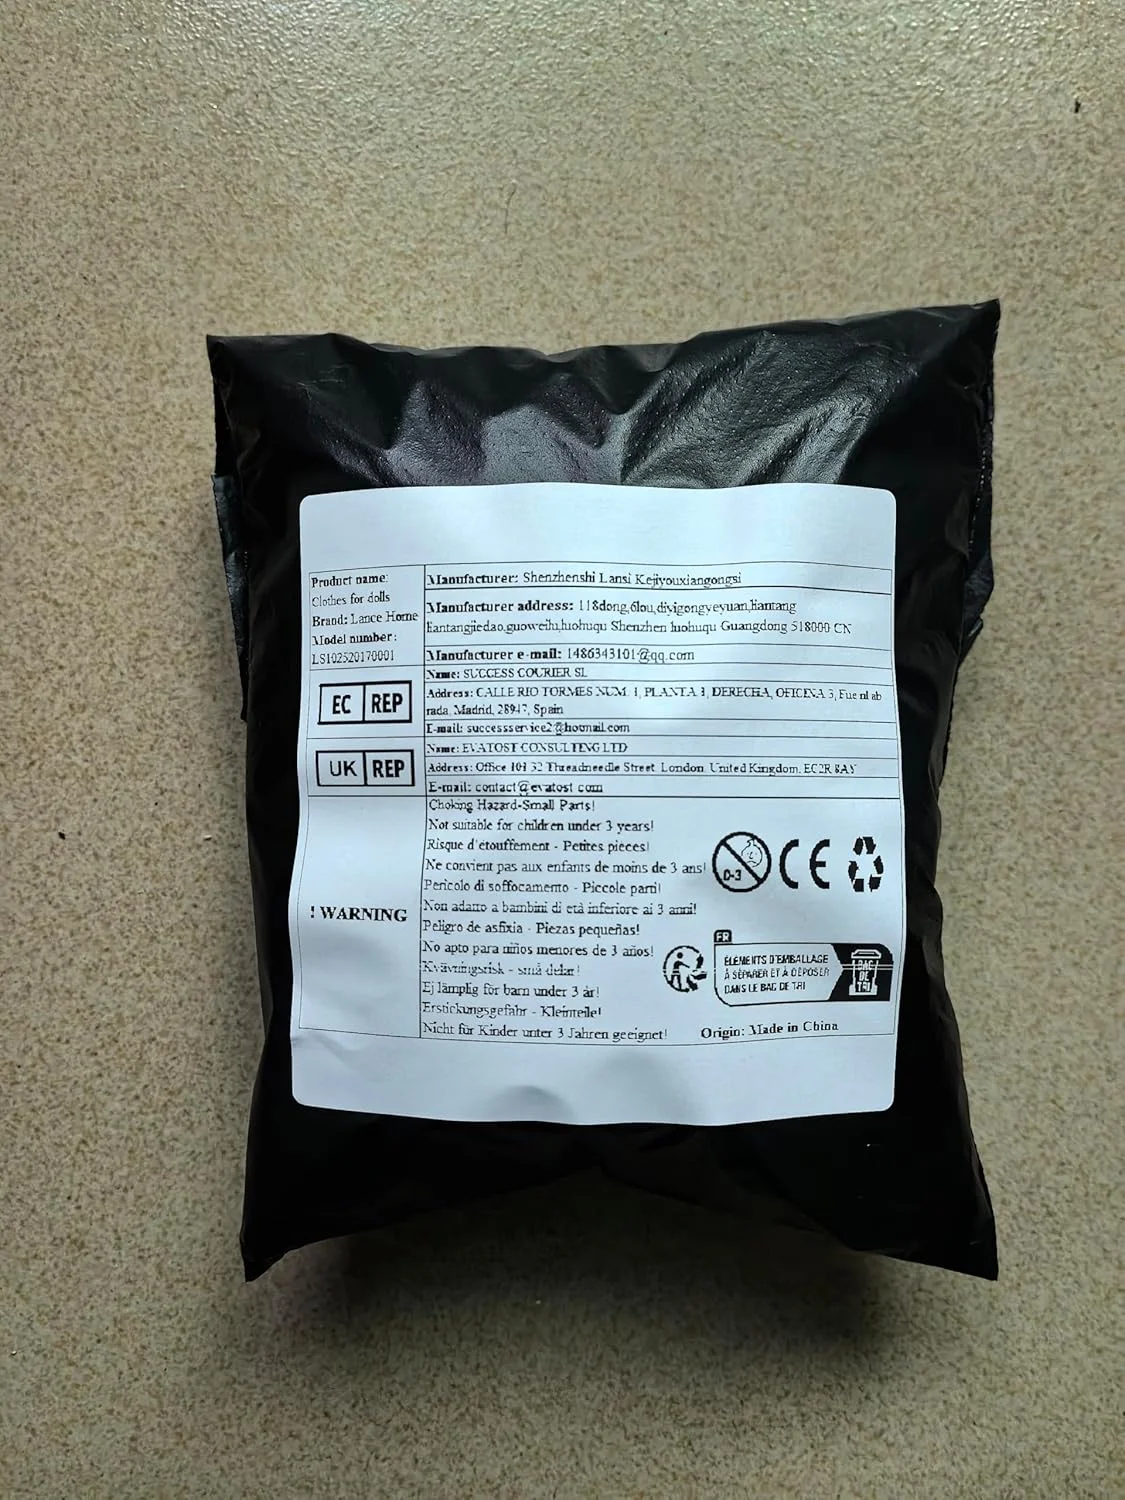 Product name:
Clothes for dolls
Brand: Lance Home
Model number:
LS102520170001
Manufacturer: Shenzhenshi Lansi Kejiyouxiangongsi
Manufacturer address: 118dong,6lou,diyigongyeyuan,liantang
liantangjiedao,guoweilu,luohuqu Shenzhen luohuqu Guangdong 518000 CN
Manufacturer e-mail: 1486343101@qq.com
EC REP
Name: SUCCESS COURIER SL
Address: CALLE RIO TORMES NUM. 1, PLANTA 1, DERECHA, OFICINA 3, Fuenlab
rada, Madrid, 28947, Spain
E-mail: successservice2@hotmail.com
UK REP
Name: EVATOST CONSULTING LTD
Address: Office 101 32 Threadneedle Street, London, United Kingdom, EC2R 8AY
E-mail: contact@evatost.com
! WARNING
Choking Hazard-Small Parts!
Not suitable for children under 3 years!
Risque d'etouffement - Petites pieces!
Ne convient pas aux enfants de moins de 3 ans!
Pericolo di soffocamento - Piccole parti!
Non adatto a bambini di età inferiore ai 3 anni!
Peligro de asfixia - Piezas pequeñas!
No apto para niños menores de 3 años!
Kvävningsrisk - små delar!
Ej lämplig för barn under 3 år!
Erstickungsgefahr - Kleinteile!
Nicht für Kinder unter 3 Jahren geeignet!
0-3
CE
FR
ÉLÉMENTS D'EMBALLAGE
À SÉPARER ET À DÉPOSER
DANS LE BAC DE TRI
BAC
DE
TRI
Origin: Made in China